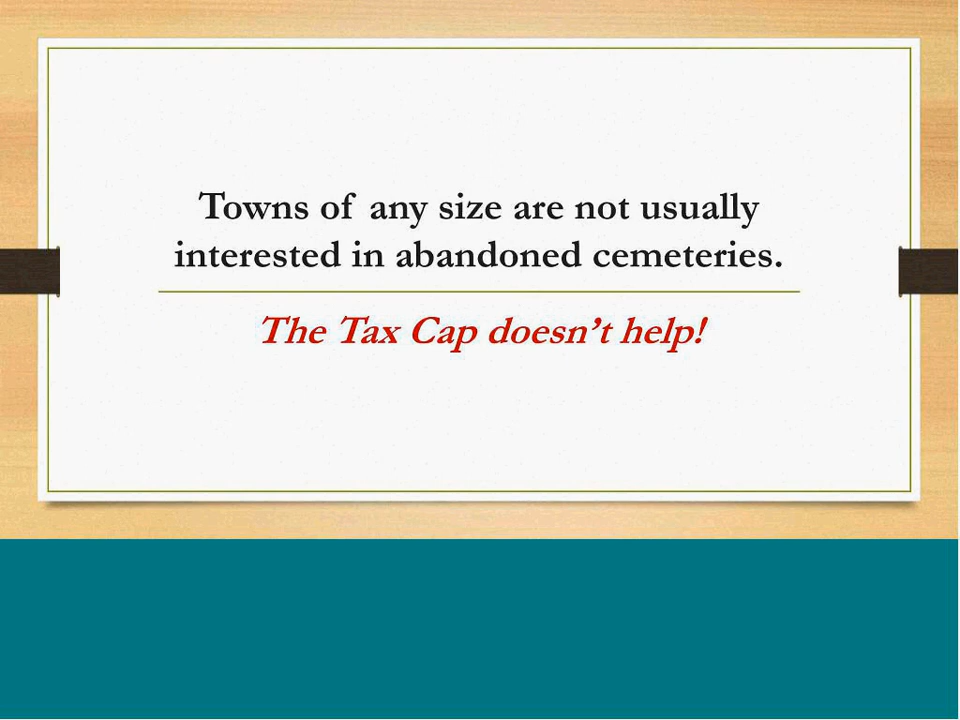 Towns of any size are not usually
interested in abandoned cemeteries.
The Tax Cap doesn’t help!